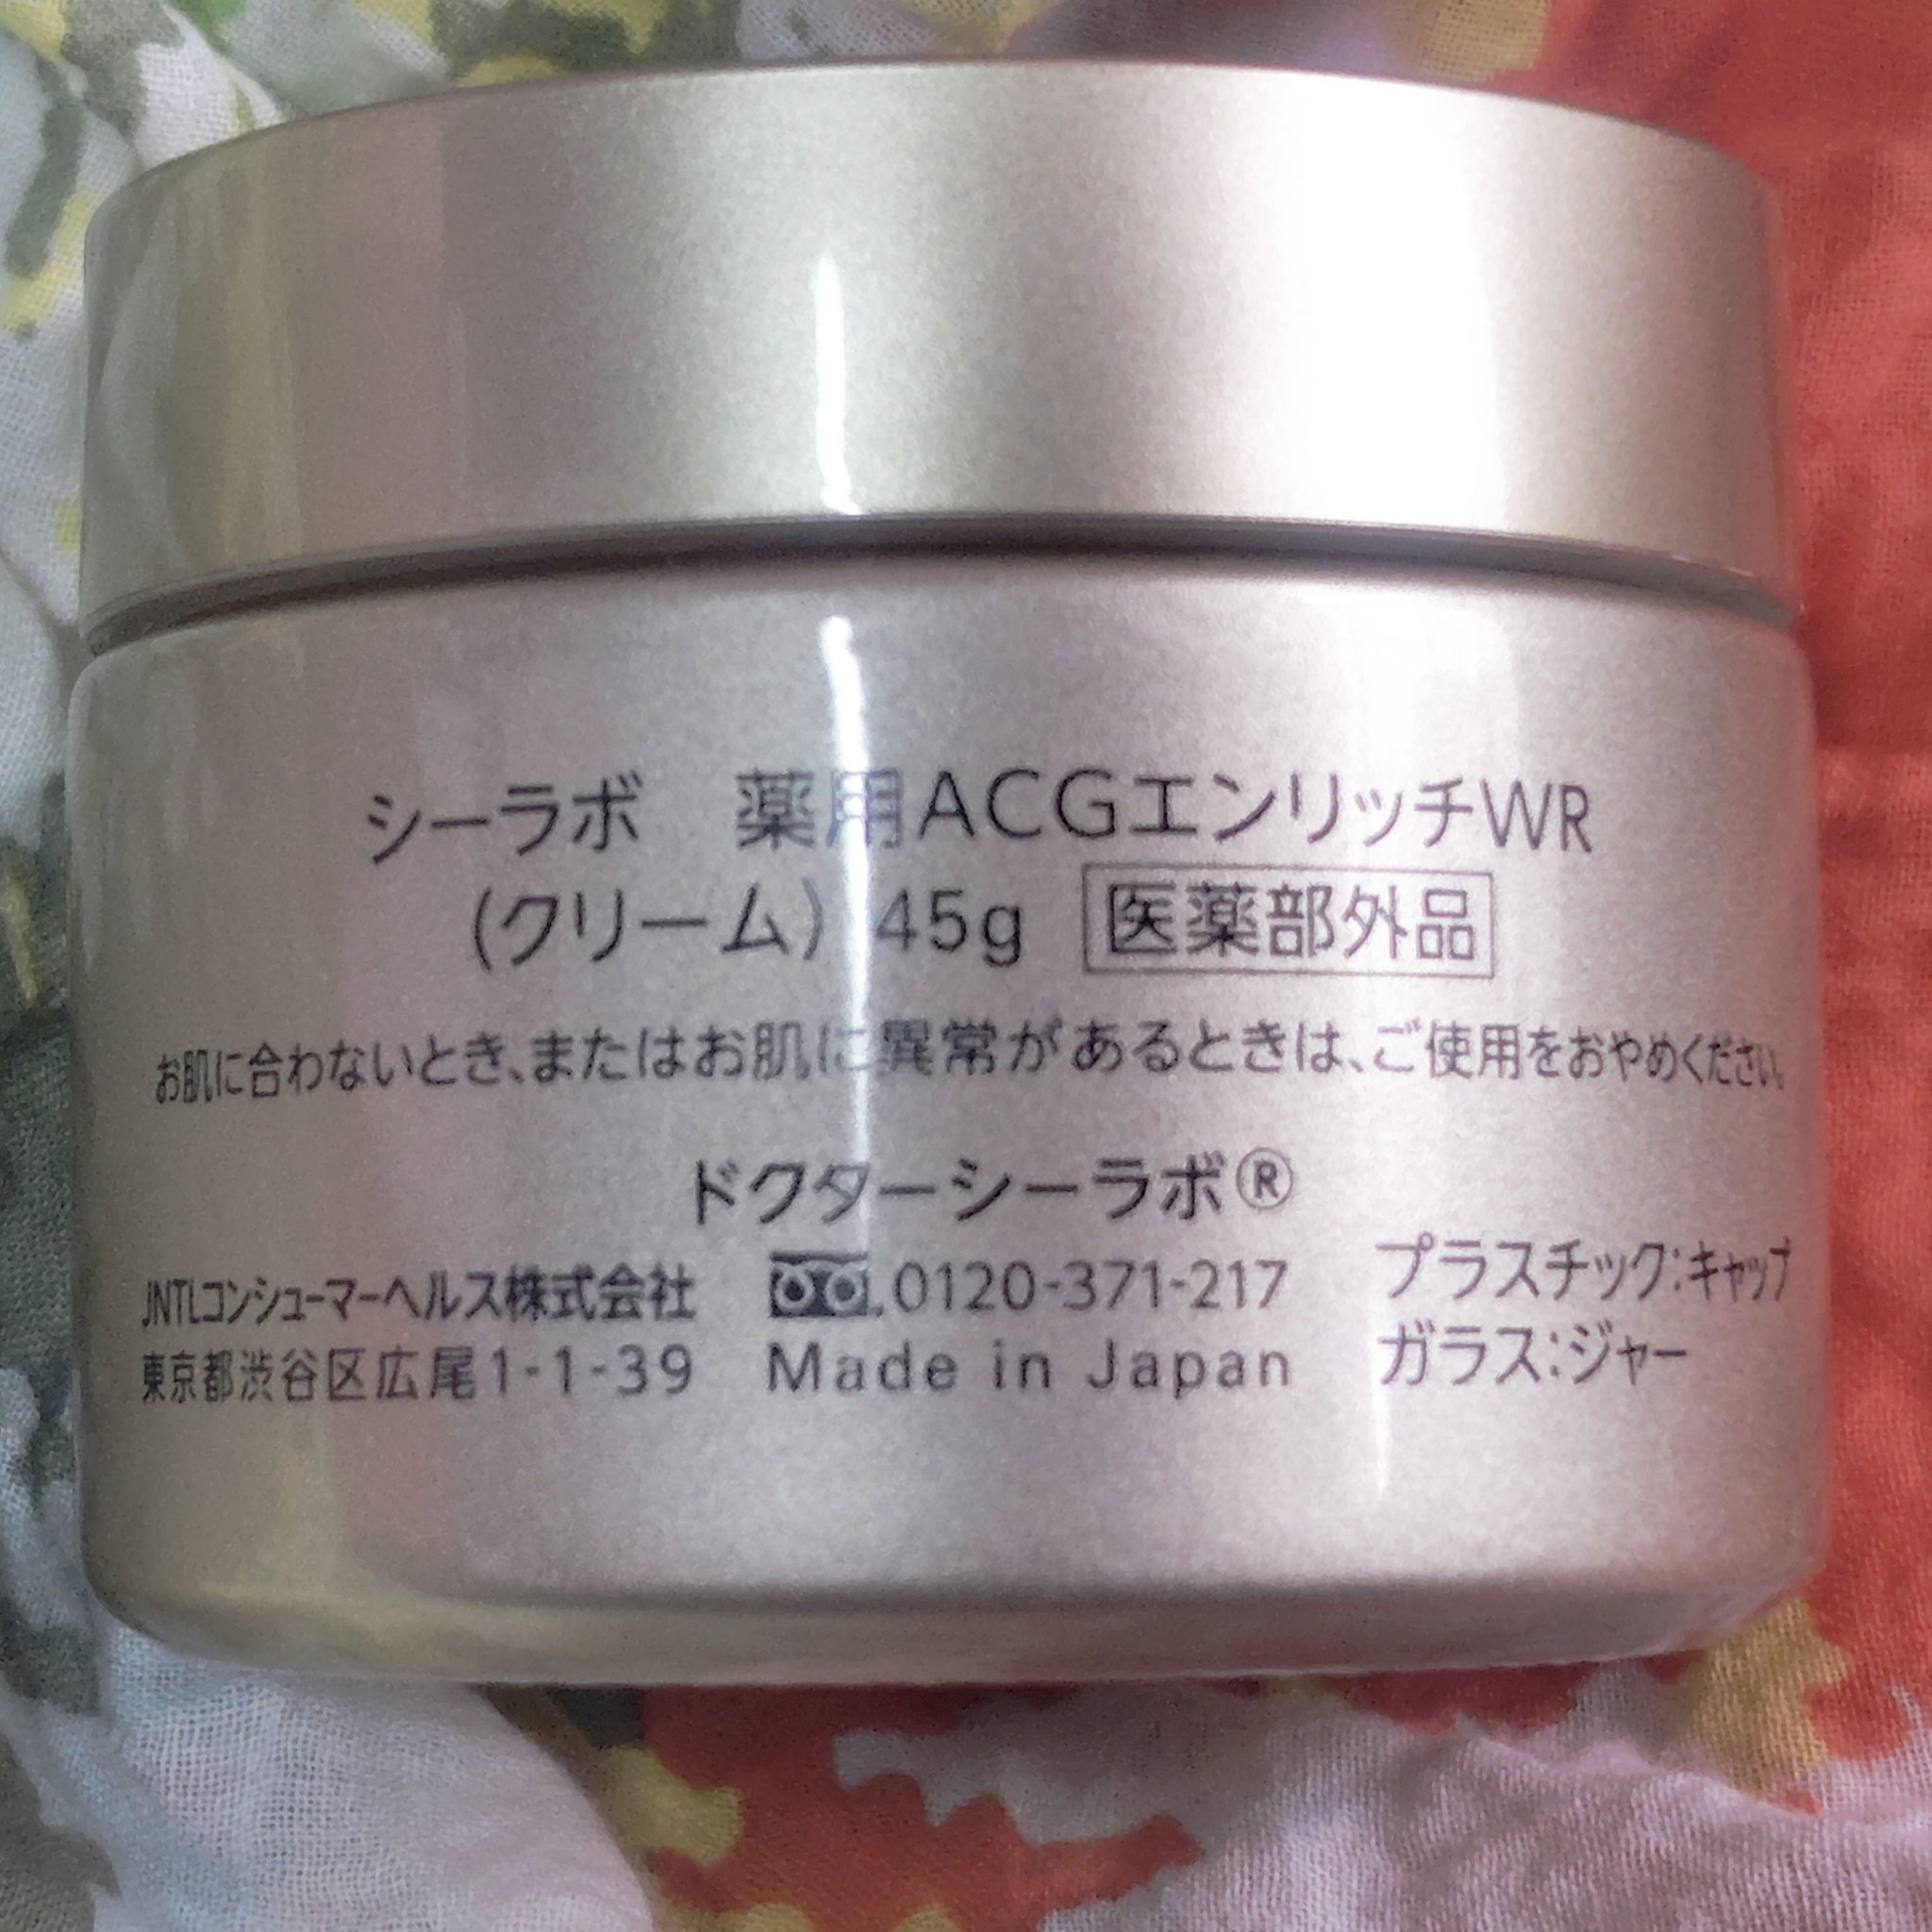 シーラボ　薬用ACGエンリッチWR
(クリーム) 45g 医薬部外品
お肌に合わないとき、またはお肌に異常があるときは、ご使用をおやめください。
ドクターシーラボ®
JNTLコンシューマーヘルス株式会社
東京都渋谷区広尾1-1-39
0120-371-217
Made in Japan
プラスチック:キャップ
ガラス:ジャー